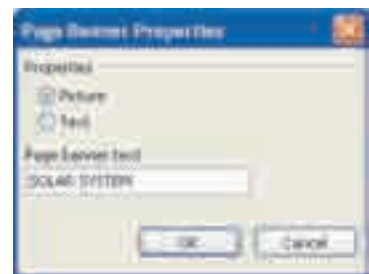 Page Banner Properties
Properties
Picture
Text
Page banner text
SOLAR SYSTEM
OK
Cancel